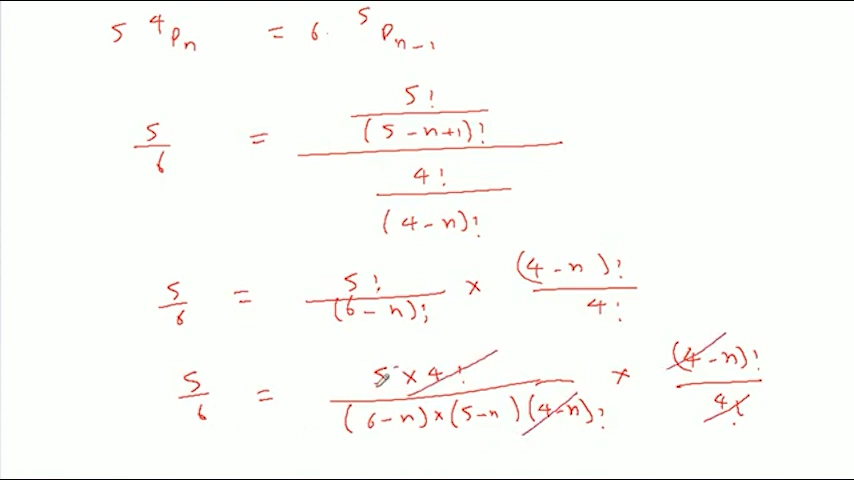 5 ⁴Pₙ = 6 · ⁵Pₙ₋₁
5/6 = (5! / (5-n+1)!) / (4! / (4-n)!)
5/6 = 5! / (6-n)! × (4-n)! / 4!
5/6 = 5 × 4! / (6-n) × (5-n) (4-n)! × (4-n)! / 4!